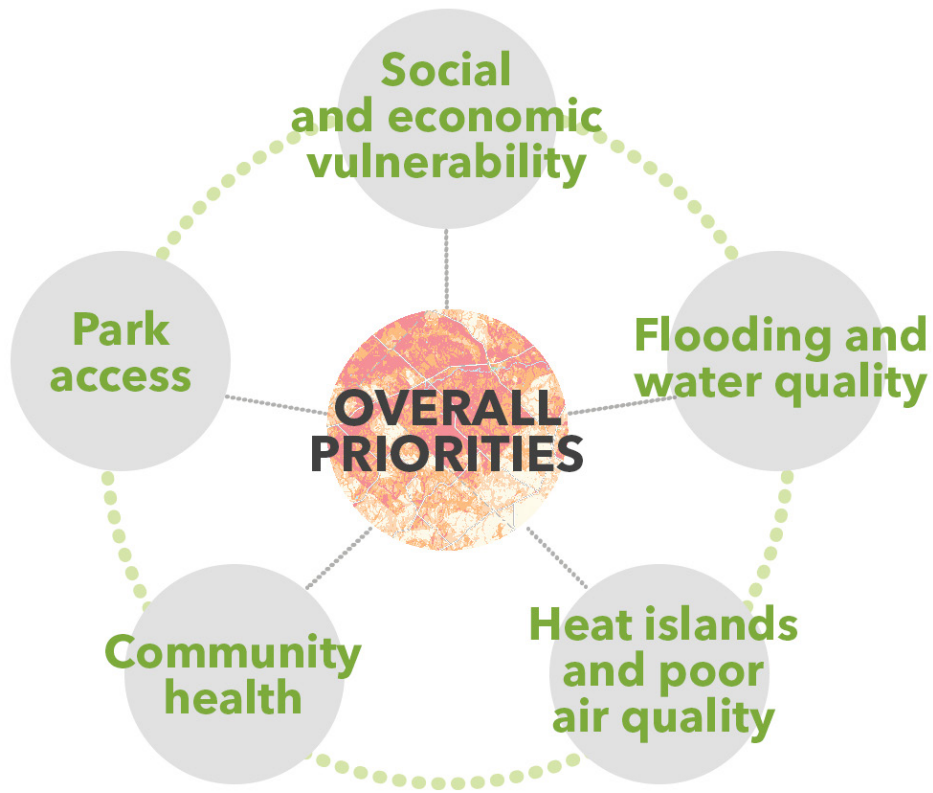 Social
and economic
vulnerability
Park
access
Flooding and
water quality
OVERALL
PRIORITIES
Community
health
Heat islands
and poor
air quality